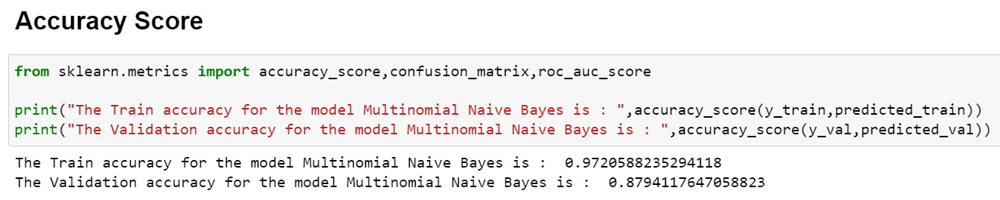 Accuracy Score
from sklearn.metrics import accuracy_score,confusion_matrix,roc_auc_score
print("The Train accuracy for the model Multinomial Naive Bayes is : ",accuracy_score(y_train,predicted_train))
print("The Validation accuracy for the model Multinomial Naive Bayes is : ",accuracy_score(y_val,predicted_val))
The Train accuracy for the model Multinomial Naive Bayes is :  0.9720588235294118
The Validation accuracy for the model Multinomial Naive Bayes is :  0.8794117647058823